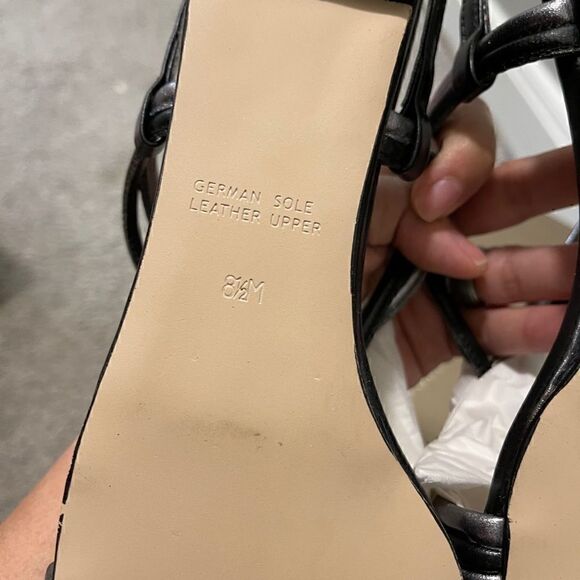 GERMAN SOLE
LEATHER UPPER
8½M